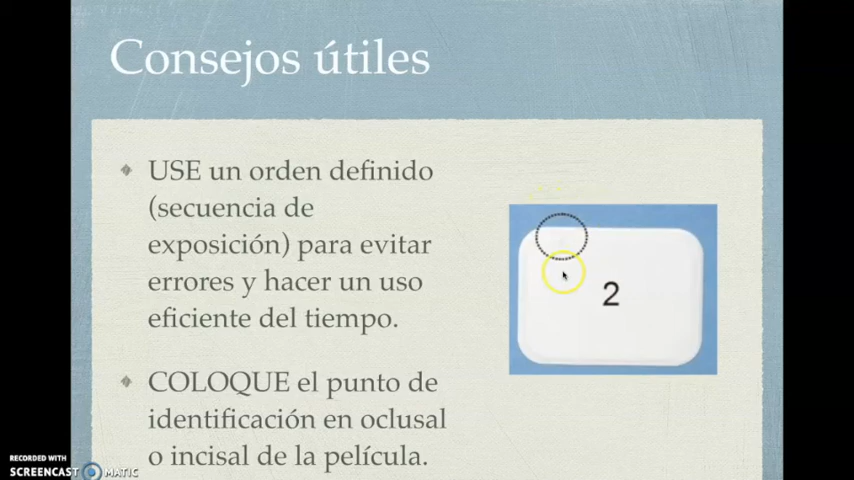 Consejos útiles
USE un orden definido
(secuencia de
exposición) para evitar
errores y hacer un uso
eficiente del tiempo.
2
COLOQUE el punto de
identificación en oclusal
o incisal de la película.
RECORDED WITH
SCREENCAST MATIC